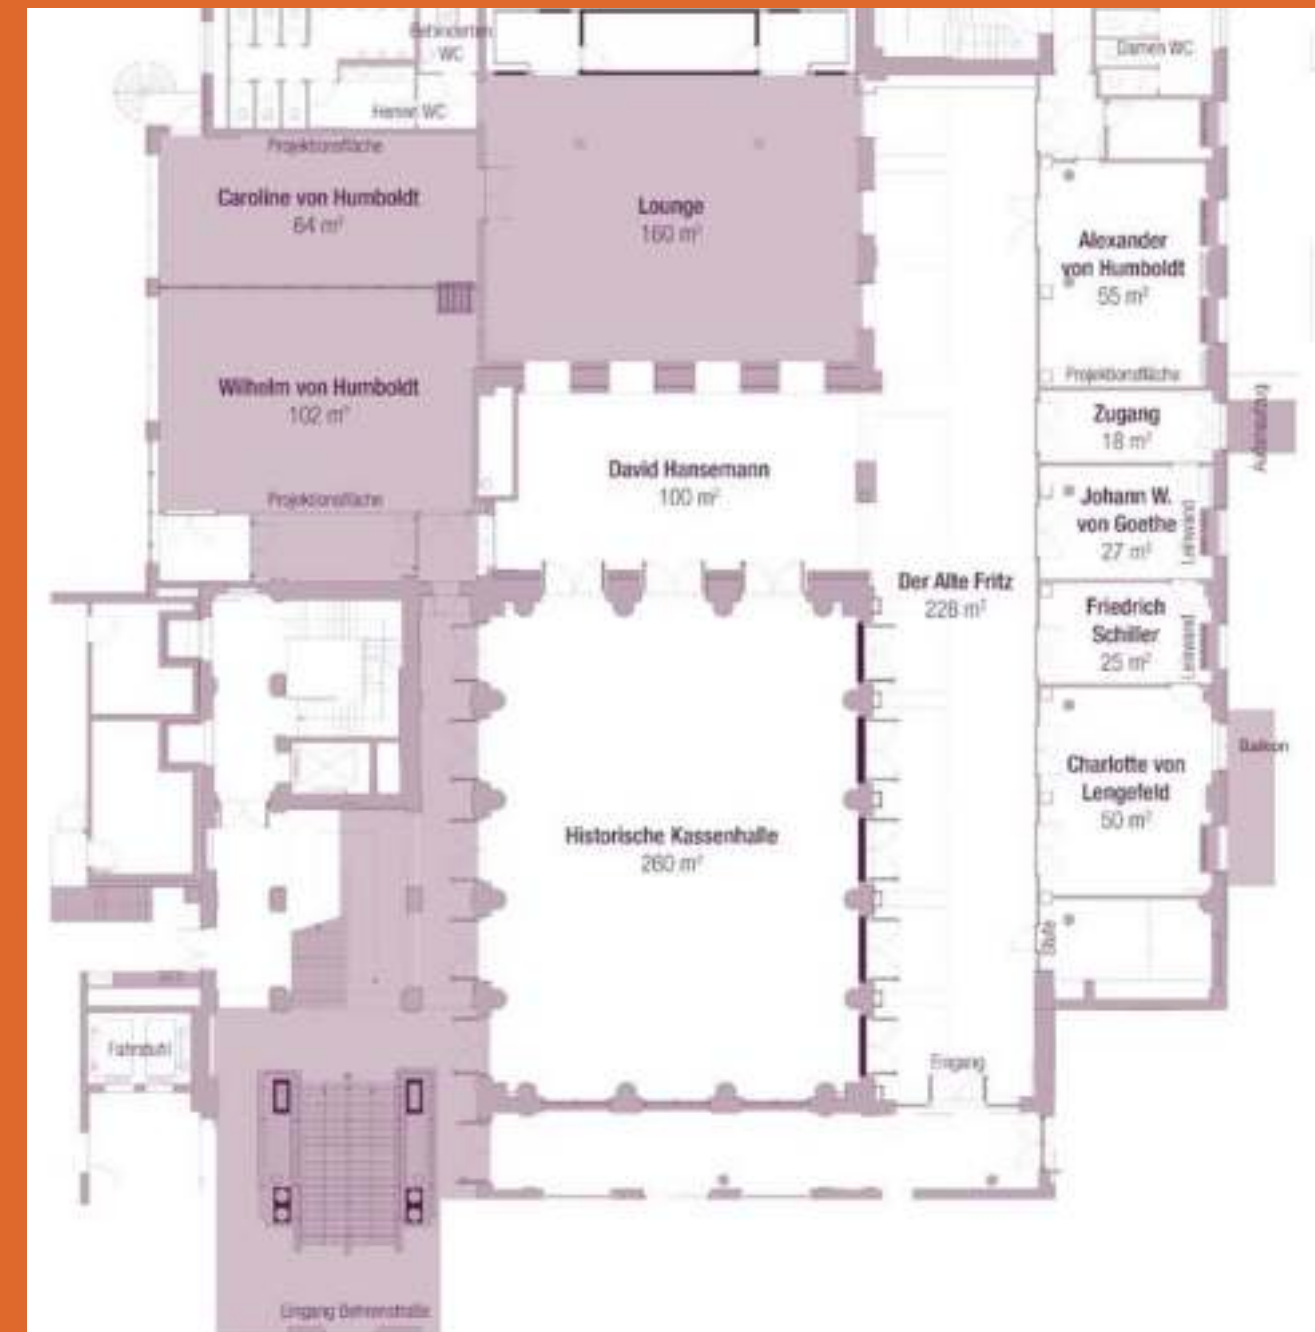 Behinderten
WC
Damen WC
Herren WC
Projektionsfläche
Caroline von Humboldt
64 m²
Lounge
160 m²
Alexander
von Humboldt
55 m²
Projektionsfläche
Wilhelm von Humboldt
102 m²
Projektionsfläche
David Hansemann
100 m²
Zugang
18 m²
Außenaufzug
Johann W.
von Goethe
27 m²
Leinwand
Der Alte Fritz
228 m²
Friedrich
Schiller
25 m²
Leinwand
Charlotte von
Lengefeld
50 m²
Balkon
Historische Kassenhalle
260 m²
Stufe
Fahrstuhl
Eingang
Eingang Behrenstraße